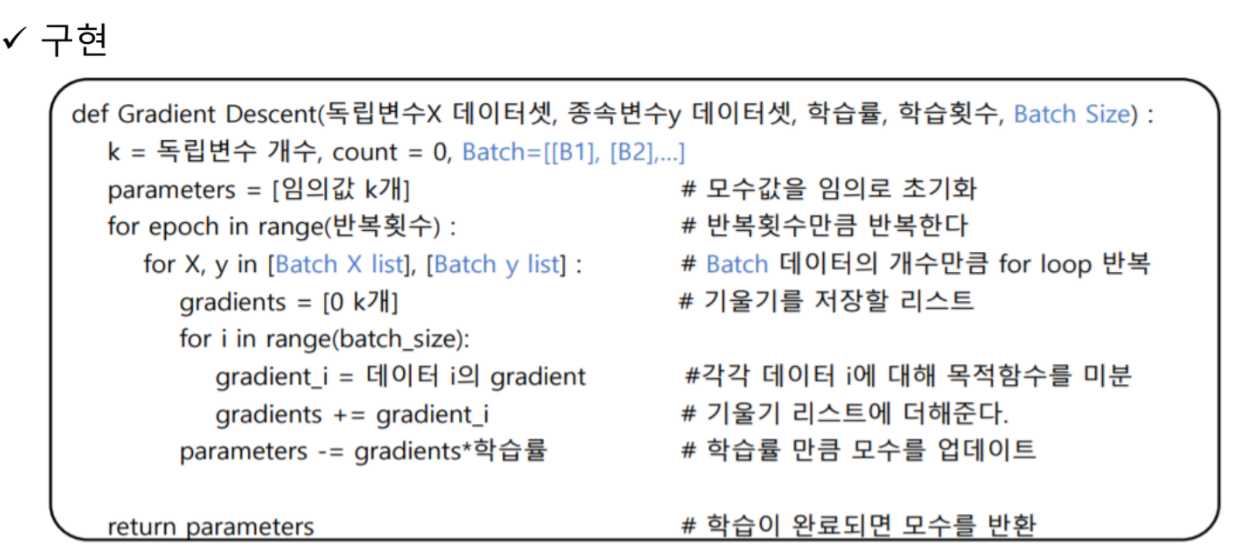 ✓ 구현
def Gradient Descent(독립변수X 데이터셋, 종속변수y 데이터셋, 학습률, 학습횟수, Batch Size) :
k = 독립변수 개수, count = 0, Batch=[[B1], [B2],...]
parameters = [임의값 k개] # 모수값을 임의로 초기화
for epoch in range(반복횟수) : # 반복횟수만큼 반복한다
for X, y in [Batch X list], [Batch y list] : # Batch 데이터의 개수만큼 for loop 반복
gradients = [0 k개] # 기울기를 저장할 리스트
for i in range(batch_size):
gradient_i = 데이터 i의 gradient #각각 데이터 i에 대해 목적함수를 미분
gradients += gradient_i # 기울기 리스트에 더해준다.
parameters -= gradients*학습률 # 학습률 만큼 모수를 업데이트
return parameters # 학습이 완료되면 모수를 반환